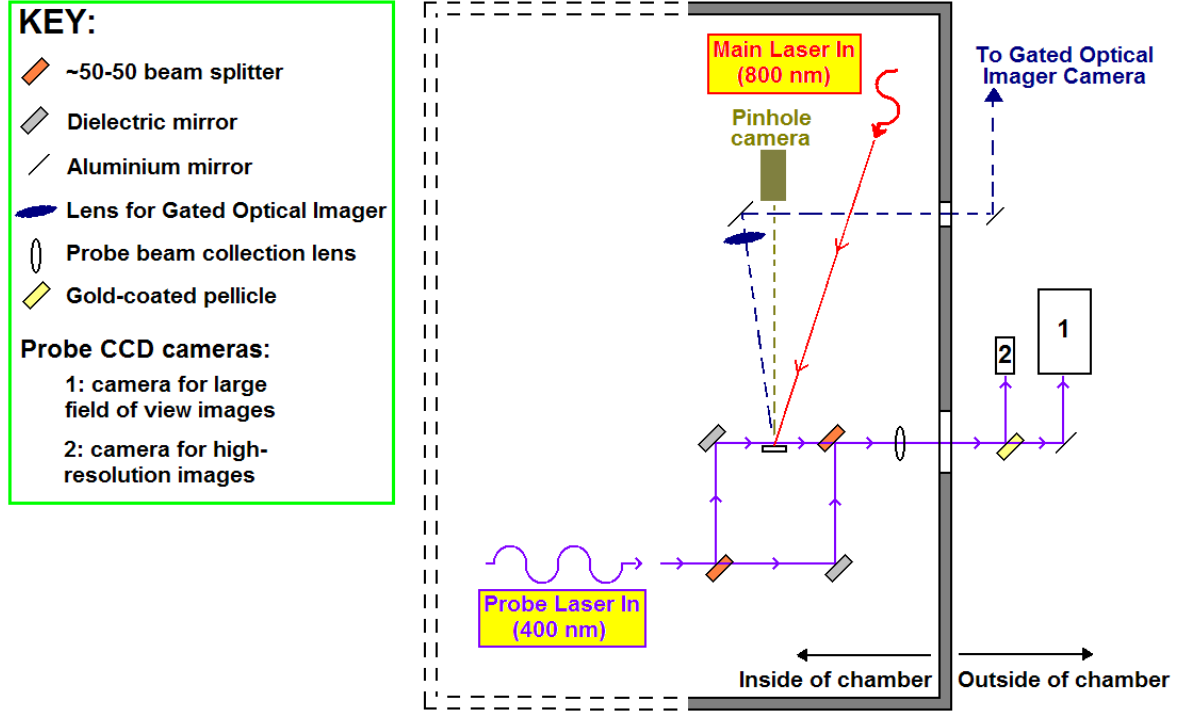 KEY:
~50-50 beam splitter
Dielectric mirror
Aluminium mirror
Lens for Gated Optical Imager
Probe beam collection lens
Gold-coated pellicle
Probe CCD cameras:
1: camera for large
field of view images
2: camera for high-
resolution images
Main Laser In
(800 nm)
To Gated Optical
Imager Camera
Pinhole
camera
1
2
Probe Laser In
(400 nm)
Inside of chamber
Outside of chamber